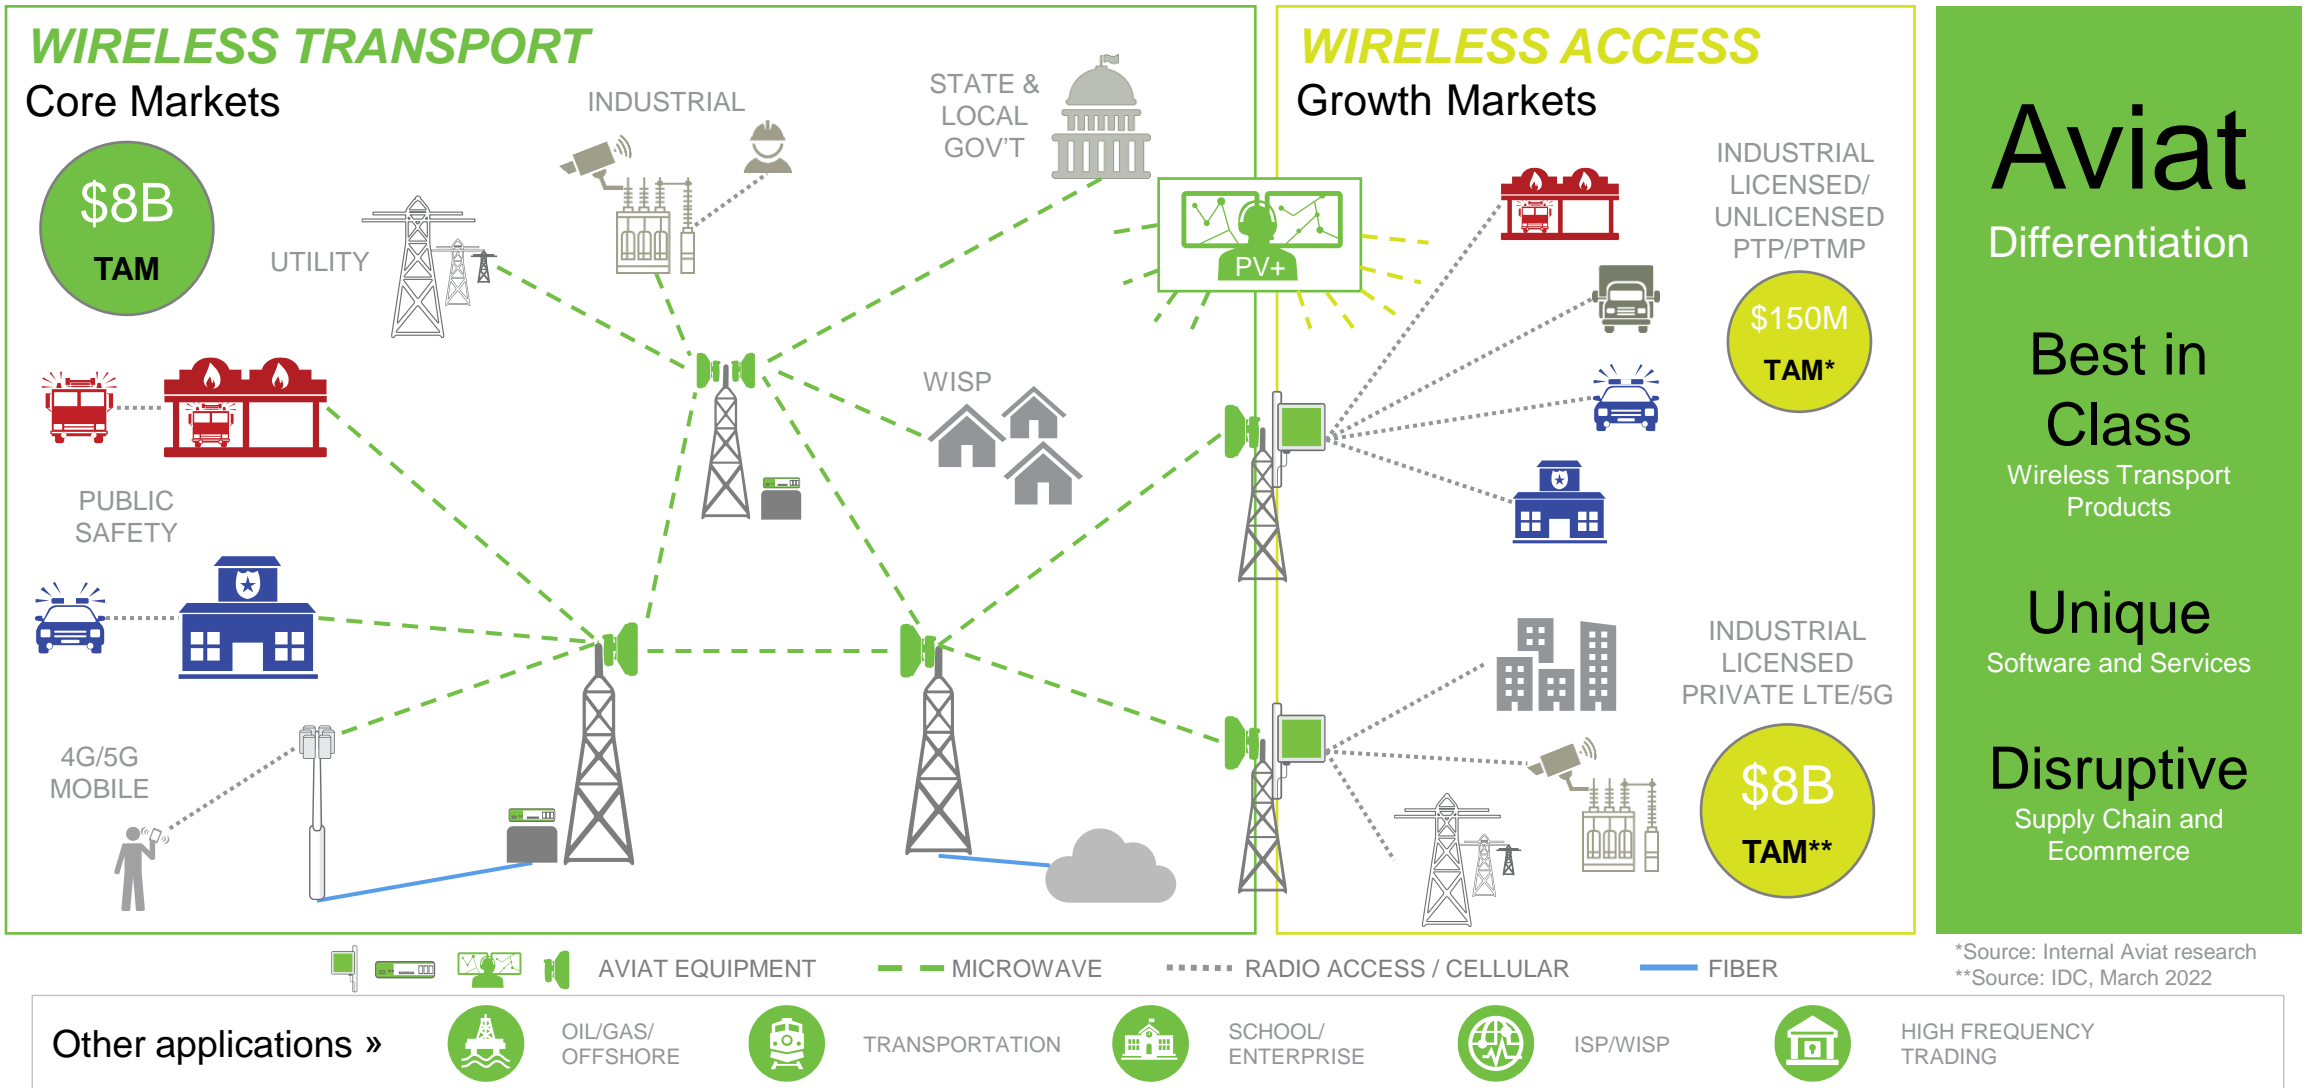 WIRELESS TRANSPORT
Core Markets
$8B
TAM
UTILITY
INDUSTRIAL
STATE &
LOCAL
GOV'T
WISP
PUBLIC
SAFETY
4G/5G
MOBILE
PV+
WIRELESS ACCESS
Growth Markets
INDUSTRIAL
LICENSED/
UNLICENSED
PTP/PTMP
$150M
TAM*
INDUSTRIAL
LICENSED
PRIVATE LTE/5G
$8B
TAM**
Aviat
Differentiation
Best in
Class
Wireless Transport
Products
Unique
Software and Services
Disruptive
Supply Chain and
Ecommerce
AVIAT EQUIPMENT
MICROWAVE
RADIO ACCESS / CELLULAR
FIBER
*Source: Internal Aviat research
**Source: IDC, March 2022
Other applications »
OIL/GAS/
OFFSHORE
TRANSPORTATION
SCHOOL/
ENTERPRISE
ISP/WISP
HIGH FREQUENCY
TRADING